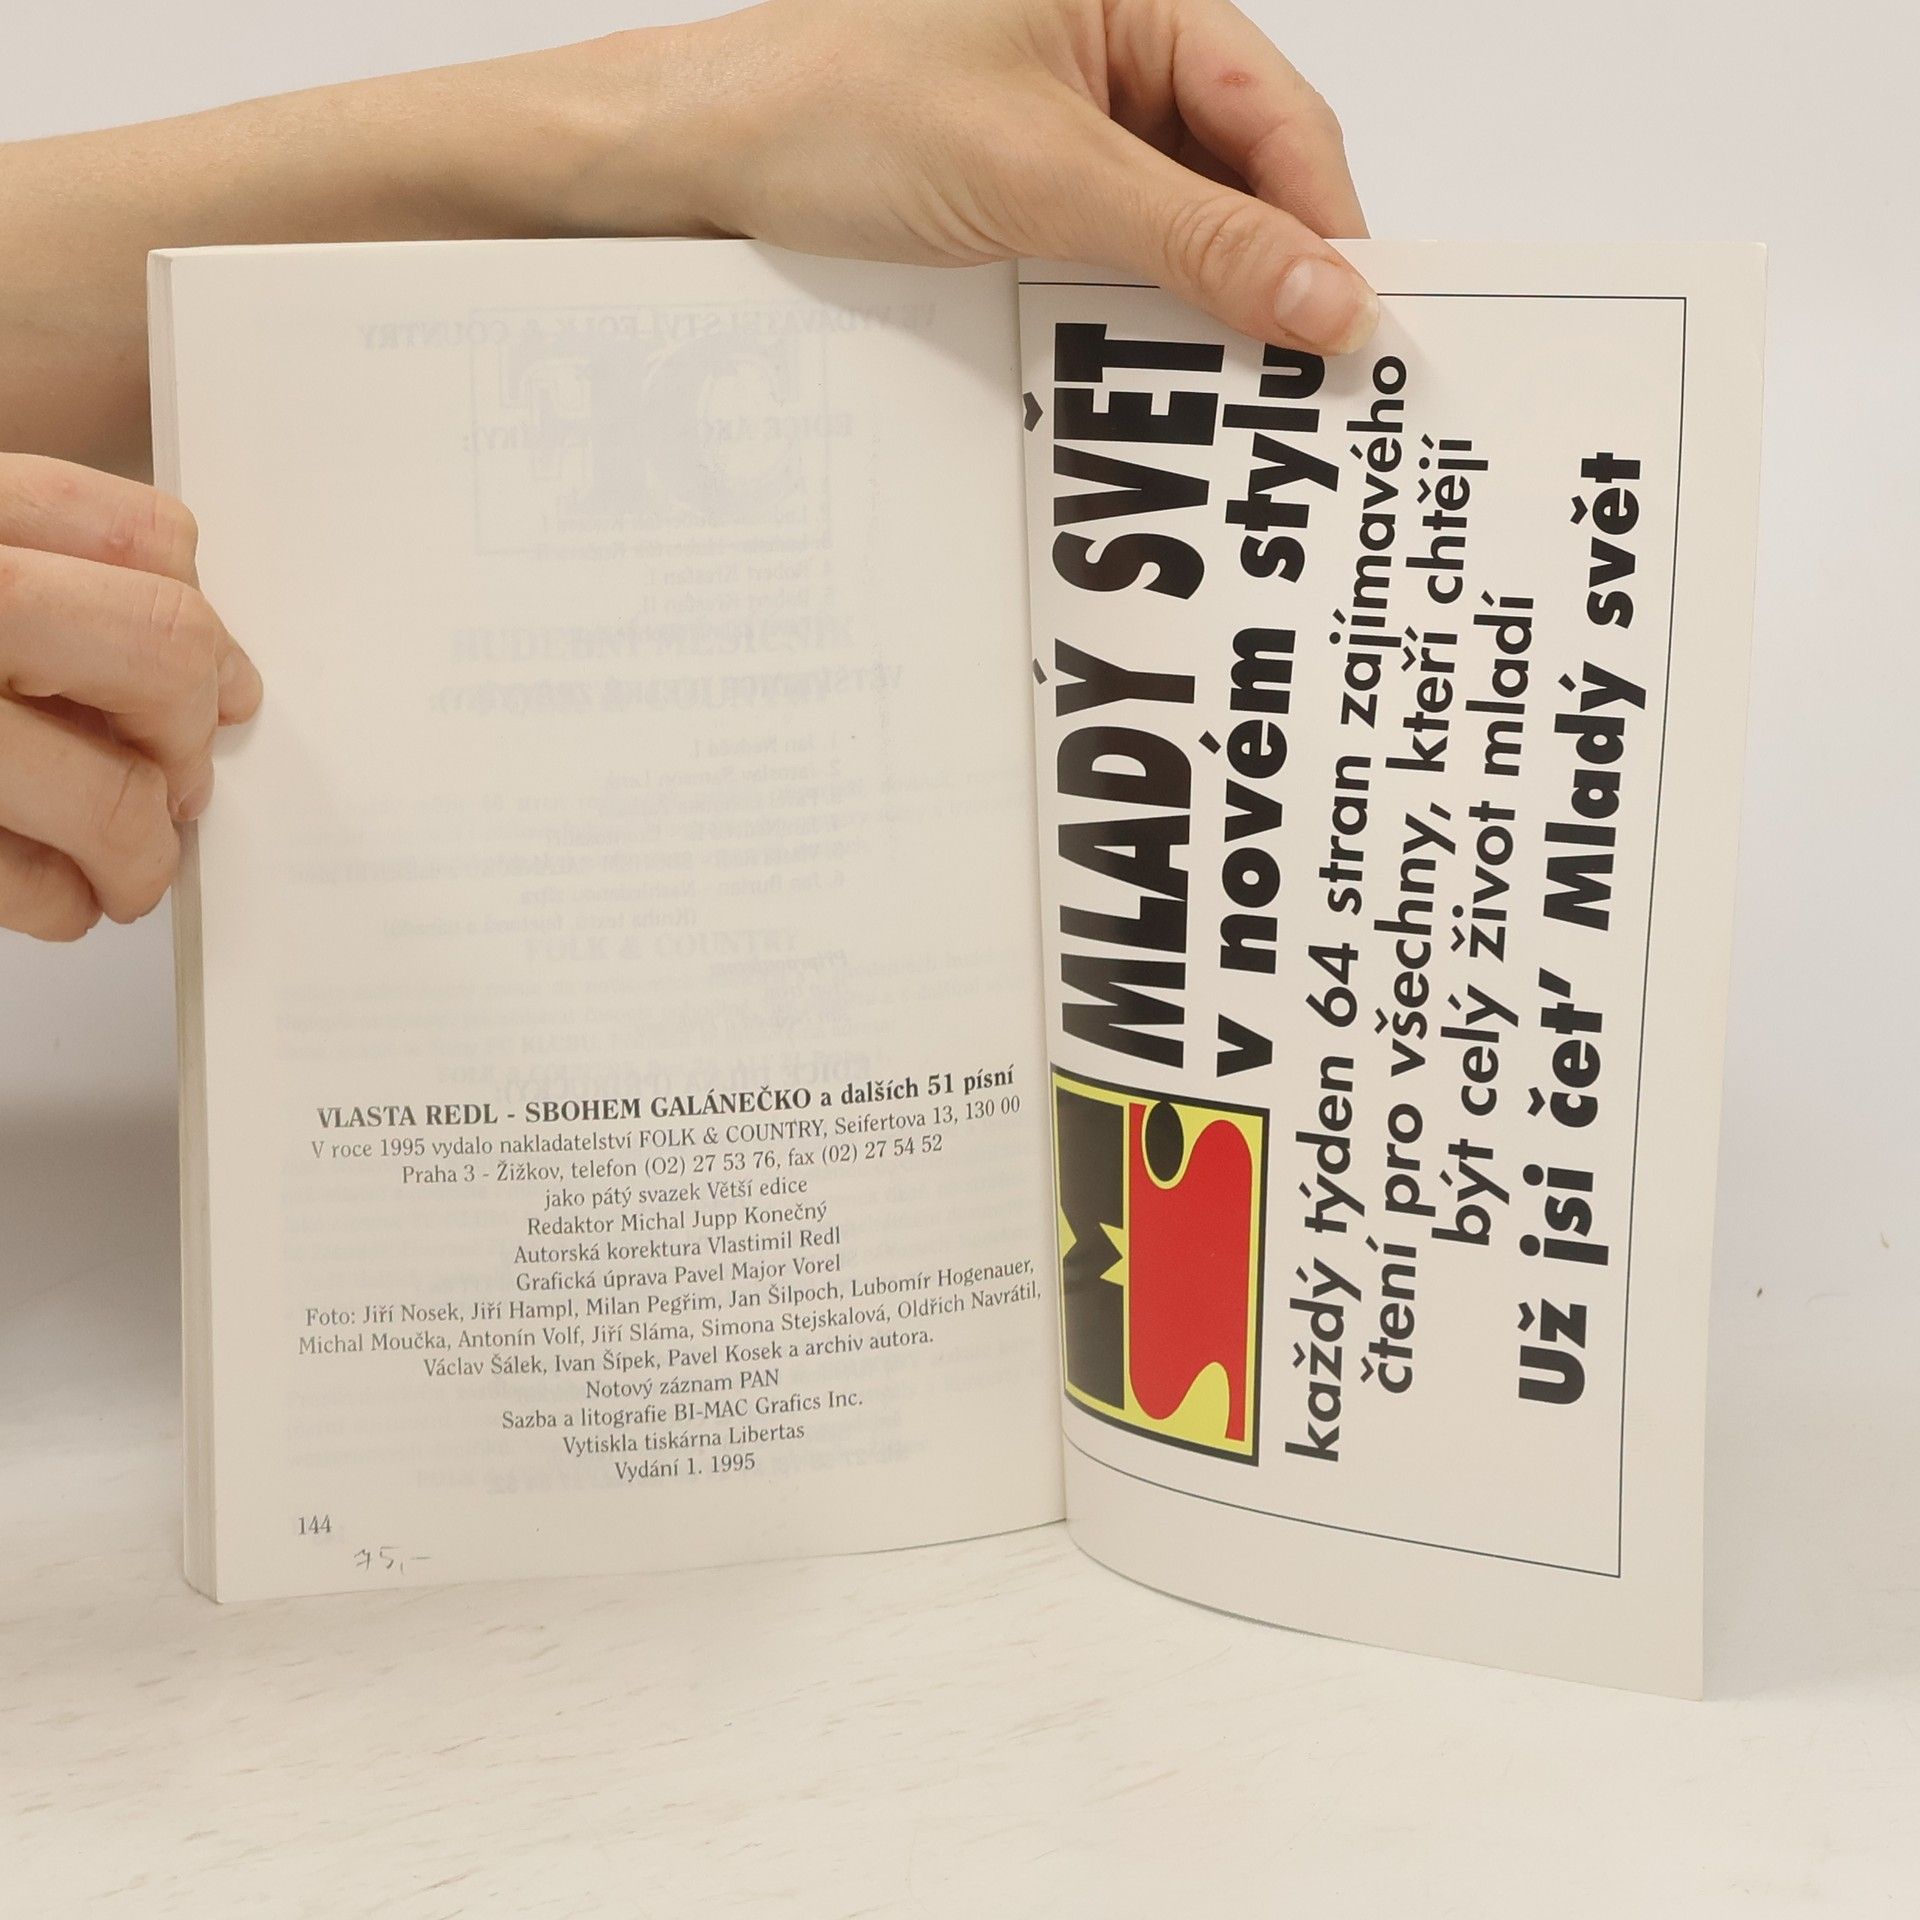 VLASTA REDL - SBOHEM GALÁNEČKO a dalších 51 písní
V roce 1995 vydalo nakladatelství FOLK & COUNTRY, Seifertova 13, 130 00
Praha 3 - Žižkov, telefon (O2) 27 53 76, fax (02) 27 54 52
jako pátý svazek Větší edice
Redaktor Michal Jupp Konečný
Autorská korektura Vlastimil Redl
Grafická úprava Pavel Major Vorel
Foto: Jiří Nosek, Jiří Hampl, Milan Pegřim, Jan Šilpoch, Lubomír Hogenauer,
Michal Moučka, Antonín Volf, Jiří Sláma, Simona Stejskalová, Oldřich Navrátil,
Václav Šálek, Ivan Šípek, Pavel Kosek a archiv autora.
Notový záznam PAN
Sazba a litografie BI-MAC Grafics Inc.
Vytiskla tiskárna Libertas
Vydání 1. 1995
144
75,-
MLADÝ SVĚT
v novém stylu
každý týden 64 stran zajímavého
čtení pro všechny, kteří chtějí
být celý život mladí
Už jsi čet' Mladý svět